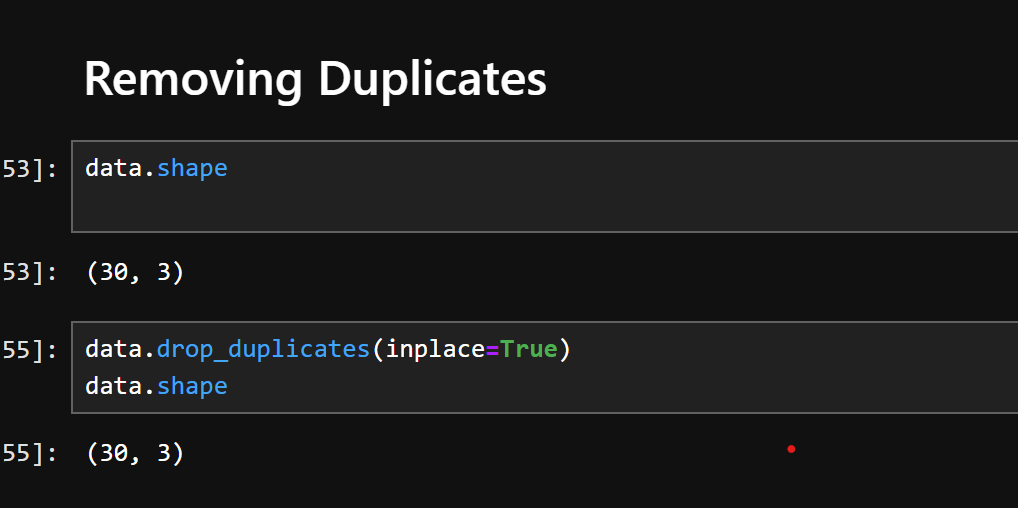 Removing Duplicates
53]: data.shape
53]: (30, 3)
55]: data.drop_duplicates(inplace=True)
data.shape
55]: (30, 3)